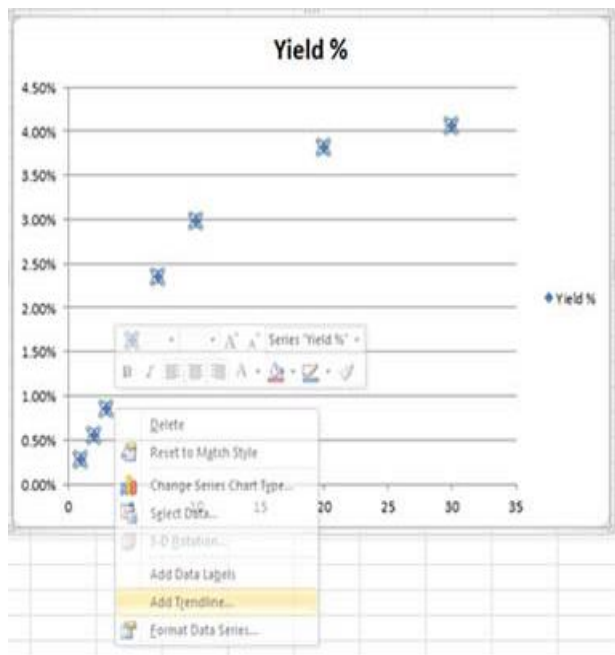 Yield %
4.50%
4.00%
3.50%
3.00%
2.50%
2.00%
1.50%
1.00%
0.50%
0.00%
0 10 15 20 25 30 35
Yield %
A A Series "Yield %"
B I A
Delete
Reset to Match Style
Change Series Chart Type...
Select Data...
3-D Rotation...
Add Data Labels
Add Trendline...
Format Data Series...